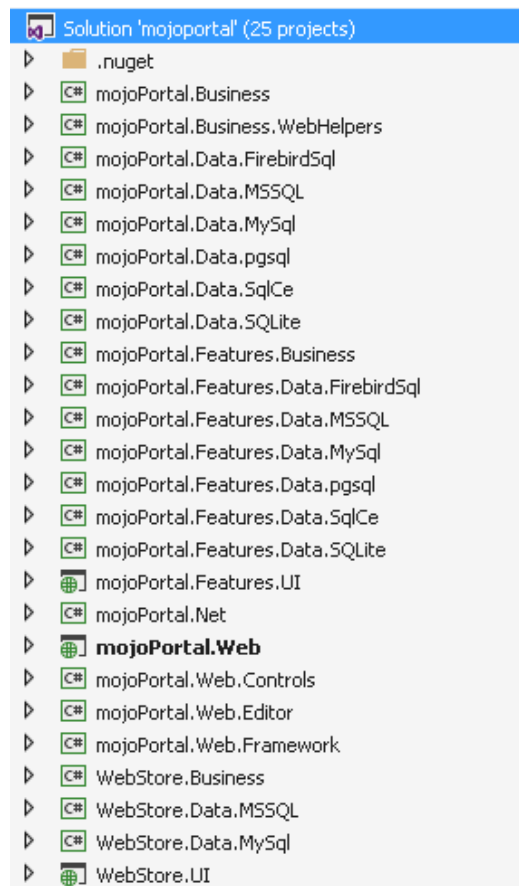 Solution 'mojoportal' (25 projects)
.nuget
C# mojoPortal.Business
C# mojoPortal.Business.WebHelpers
C# mojoPortal.Data.FirebirdSql
C# mojoPortal.Data.MSSQL
C# mojoPortal.Data.MySql
C# mojoPortal.Data.pgsql
C# mojoPortal.Data.SqlCe
C# mojoPortal.Data.SQLite
C# mojoPortal.Features.Business
C# mojoPortal.Features.Data.FirebirdSql
C# mojoPortal.Features.Data.MSSQL
C# mojoPortal.Features.Data.MySql
C# mojoPortal.Features.Data.pgsql
C# mojoPortal.Features.Data.SqlCe
C# mojoPortal.Features.Data.SQLite
mojoPortal.Features.UI
C# mojoPortal.Net
mojoPortal.Web
C# mojoPortal.Web.Controls
C# mojoPortal.Web.Editor
C# mojoPortal.Web.Framework
C# WebStore.Business
C# WebStore.Data.MSSQL
C# WebStore.Data.MySql
WebStore.UI